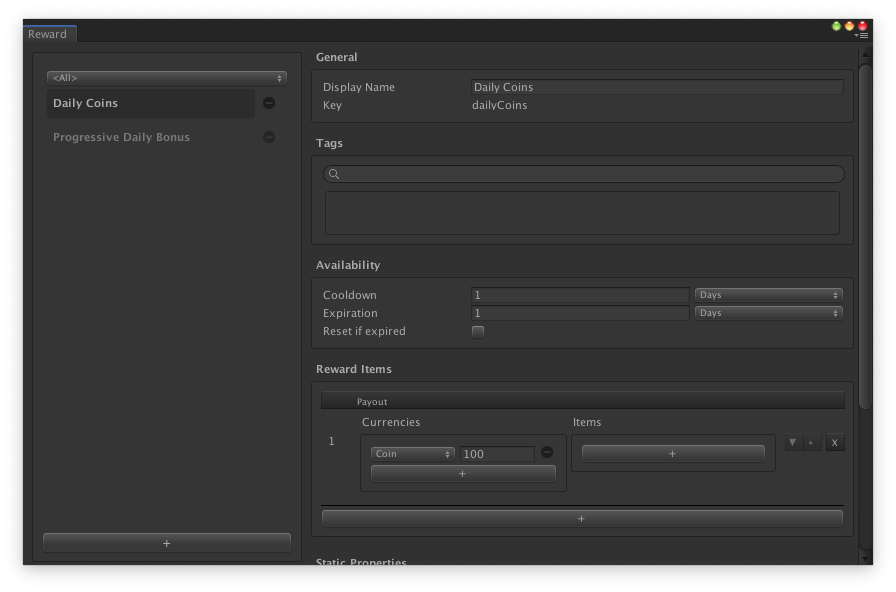 Reward
<All>
Daily Coins
Progressive Daily Bonus
+
General
Display Name Daily Coins
Key dailyCoins
Tags
Availability
Cooldown 1 Days
Expiration 1 Days
Reset if expired
Reward Items
Payout
Currencies Items
1
Coin 100 +
+
x
+
Static Properties